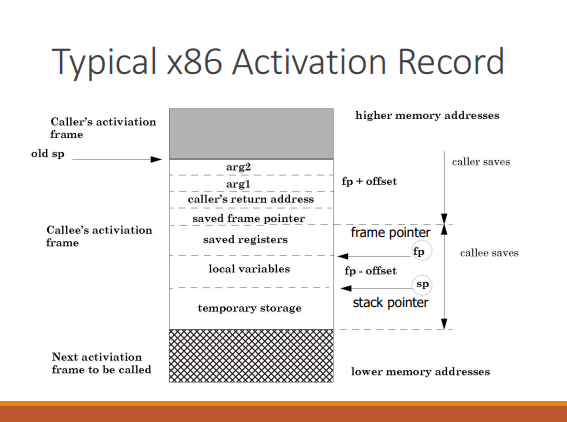 Typical x86 Activation Record
Caller's activiation
frame
higher memory addresses
old sp
caller saves
arg2
arg1
fp + offset
caller's return address
saved frame pointer
Callee's activiation
frame
saved registers
frame pointer
fp
callee saves
local variables
fp - offset
sp
temporary storage
stack pointer
Next activiation
frame to be called
lower memory addresses